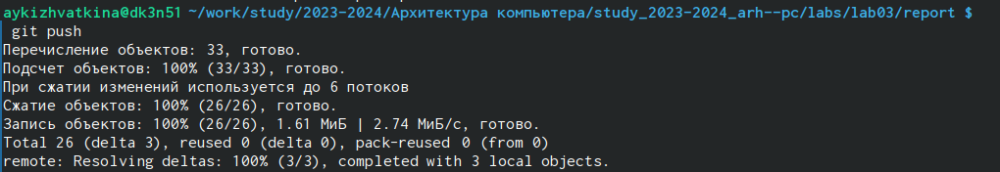 aykizhvatkina@dk3n51 ~/work/study/2023-2024/Архитектура компьютера/study_2023-2024_arh--pc/labs/lab03/report $
git push
Перечисление объектов: 33, готово.
Подсчет объектов: 100% (33/33), готово.
При сжатии изменений используется до 6 потоков
Сжатие объектов: 100% (26/26), готово.
Запись объектов: 100% (26/26), 1.61 МиБ | 2.74 МиБ/с, готово.
Total 26 (delta 3), reused 0 (delta 0), pack-reused 0 (from 0)
remote: Resolving deltas: 100% (3/3), completed with 3 local objects.